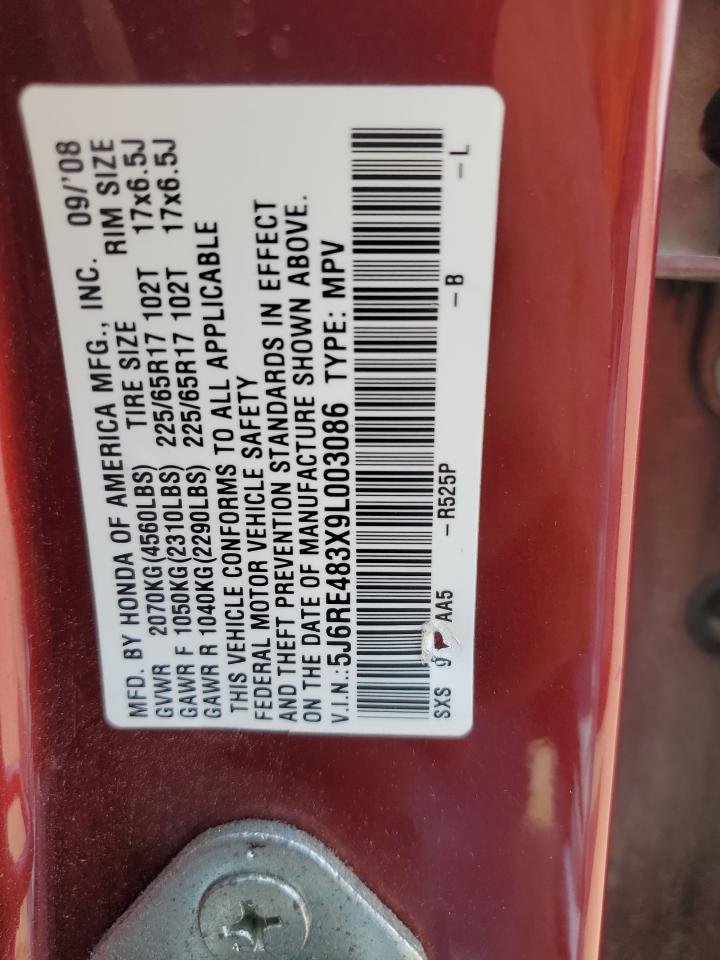 MFD. BY HONDA OF AMERICA MFG., INC. 09/'08
GVWR 2070KG(4560LBS) TIRE SIZE RIM SIZE
GAWR F 1050KG(2310LBS) 225/65R17 102T 17x6.5J
GAWR R 1040KG(2290LBS) 225/65R17 102T 17x6.5J
THIS VEHICLE CONFORMS TO ALL APPLICABLE
FEDERAL MOTOR VEHICLE SAFETY
AND THEFT PREVENTION STANDARDS IN EFFECT
ON THE DATE OF MANUFACTURE SHOWN ABOVE.
V.I.N.:5J6RE483X9L003086 TYPE: MPV
SXS AA5 -R525P -B -L